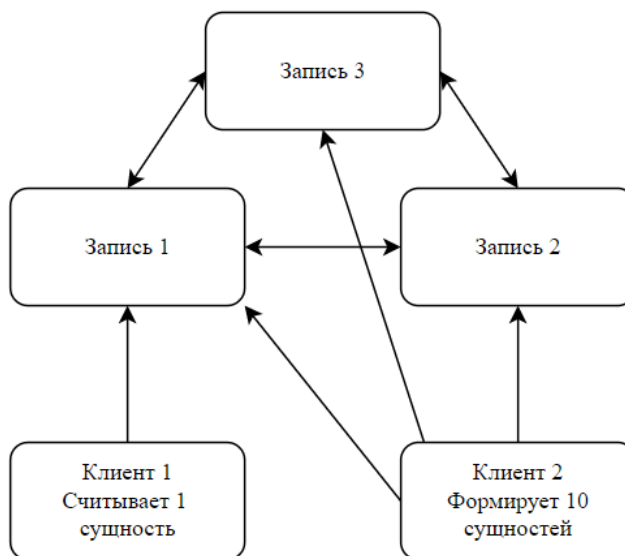 Запись 3
Запись 1
Запись 2
Клиент 1
Считывает 1
сущность
Клиент 2
Формирует 10
сущностей